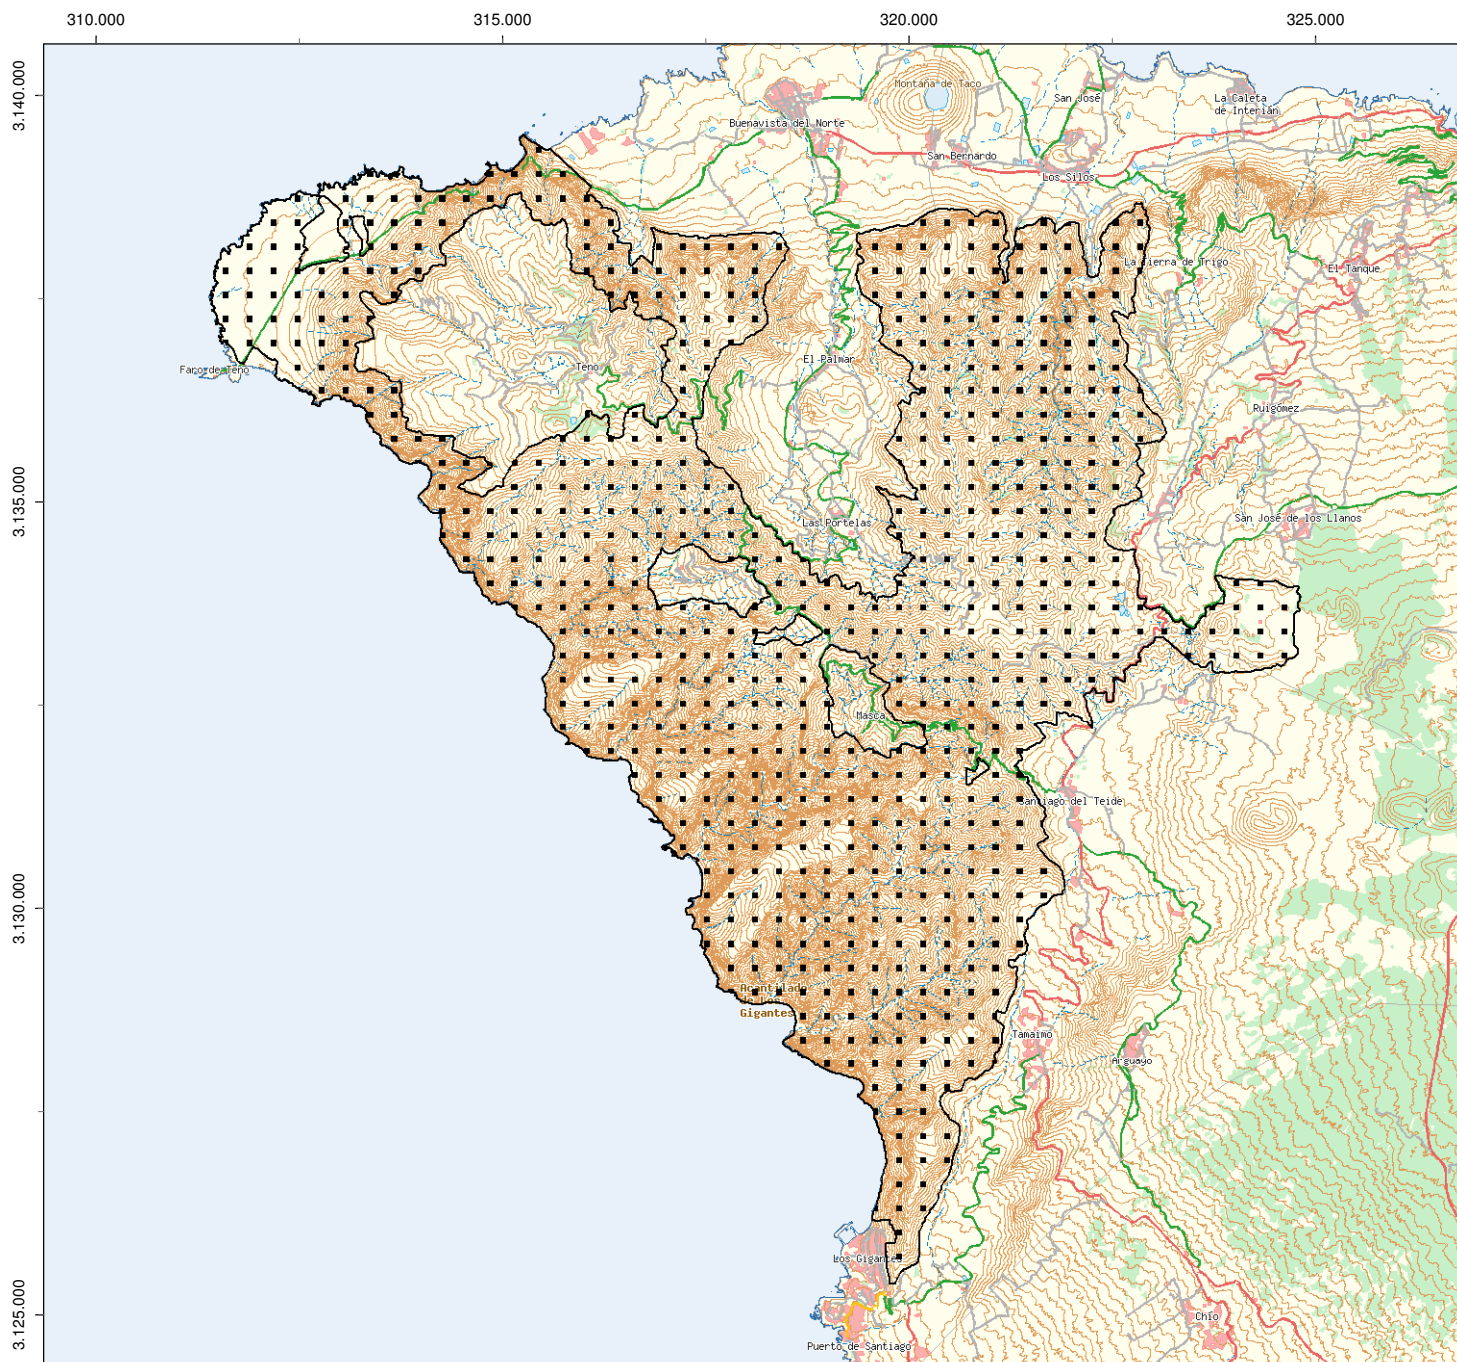 310.000
315.000
320.000
325.000
3.140.000
3.135.000
3.130.000
3.125.000
Montaña de Taco
San José
La Caleta
de Interián
Buenavista del Norte
San Bernardo
Los Silos
La Tierra de Trigo
El Tanque
Faro de Teno
Teno
El Palmar
Ruigómez
Las Portelas
San José de los Llanos
Masca
Santiago del Teide
Acantilado
de Los
Gigantes
Tamaimo
Arguayo
Los Gigantes
Chío
Puerto de Santiago